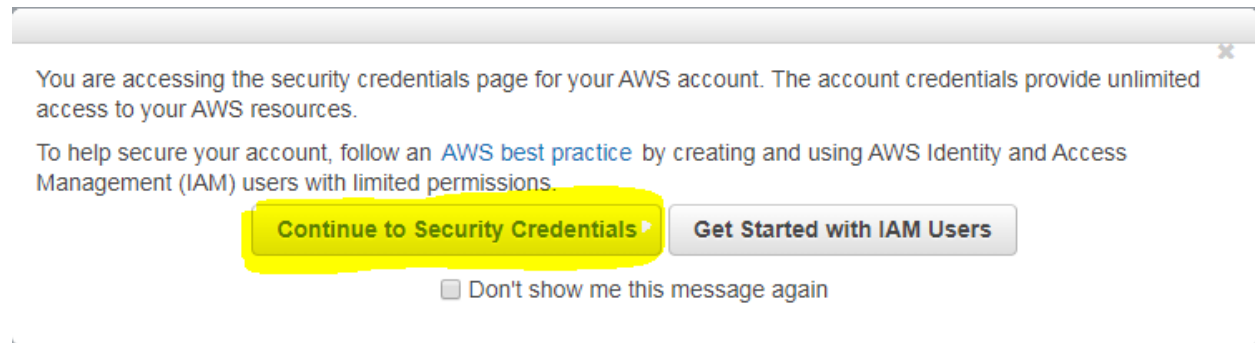 You are accessing the security credentials page for your AWS account. The account credentials provide unlimited
access to your AWS resources.
To help secure your account, follow an AWS best practice by creating and using AWS Identity and Access
Management (IAM) users with limited permissions.
Continue to Security Credentials Get Started with IAM Users
Don't show me this message again